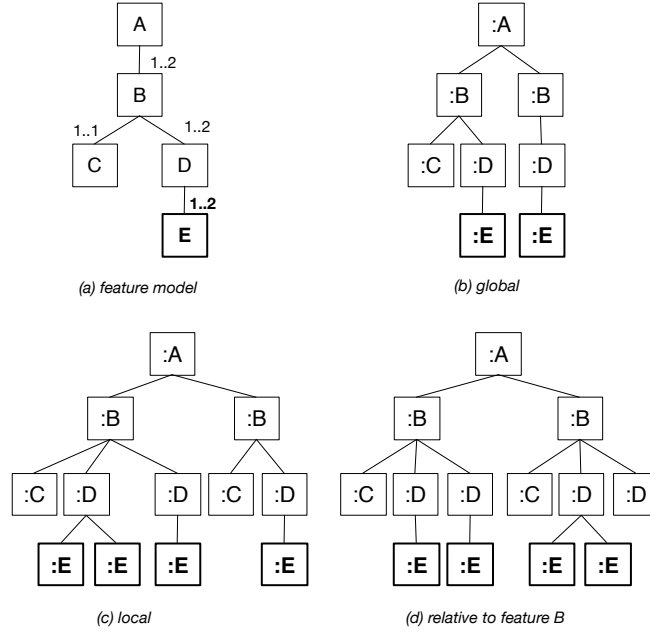 A
1..2
B
1..1
1..2
C
D
1..2
E
(a) feature model
:A
:B
:B
:C
:D
:D
:E
:E
(b) global
:A
:B
:B
:C
:D
:D
:C
:D
:E
:E
:E
:E
(c) local
:A
:B
:B
:C
:D
:D
:C
:D
:D
:E
:E
:E
:E
(d) relative to feature B